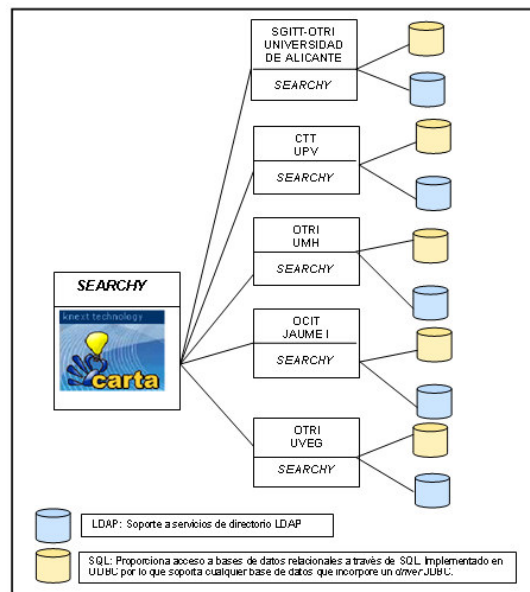 SGITT-OTRI
UNIVERSIDAD
DE ALICANTE
SEARCHY
CTT
UPV
SEARCHY
OTRI
UMH
SEARCHY
SEARCHY
knext technology
carta
OCIT
JAUME I
SEARCHY
OTRI
UVEG
SEARCHY
LDAP: Soporte a servicios de directorio LDAP
SQL: Proporciona acceso a bases de datos relacionales a través de SQL. Implementado en
ODBC por lo que soporta cualquier base de datos que incorpore un driver JDBC.